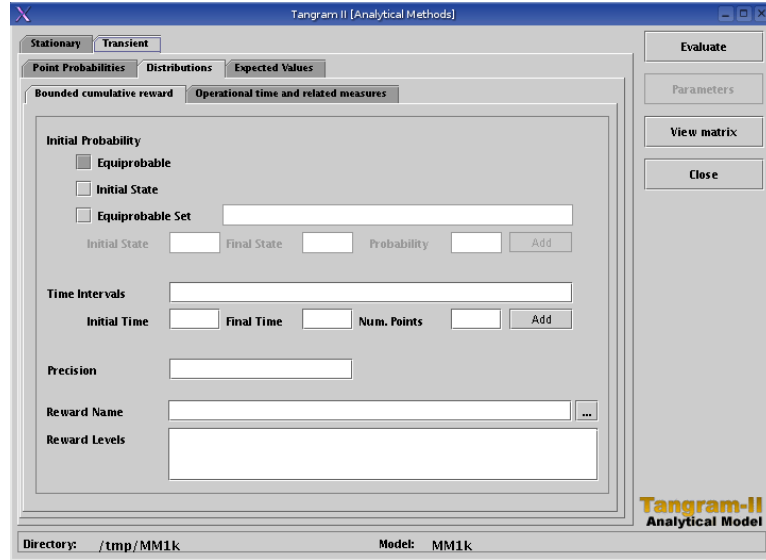 Tangram II [Analytical Methods]
Stationary Transient
Point Probabilities Distributions Expected Values
Bounded cumulative reward Operational time and related measures
Initial Probability
Equiprobable
Initial State
Equiprobable Set
Initial State Final State Probability Add
Time Intervals
Initial Time Final Time Num. Points Add
Precision
Reward Name ...
Reward Levels
Evaluate
Parameters
View matrix
Close
Tangram-II
Analytical Model
Directory: /tmp/MM1k Model: MM1k